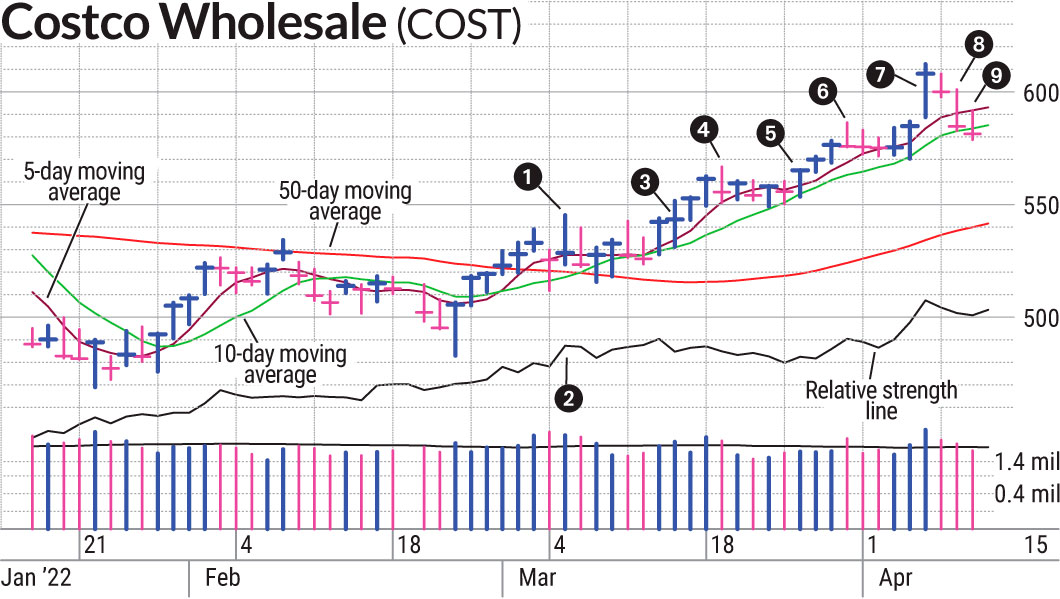 Costco Wholesale (COST)
8
7
9
6
600
4
5
5-day moving
average
50-day moving
average
1
3
550
500
10-day moving
average
2
Relative strength
line
1.4 mil
0.4 mil
21
4
18
4
18
1
15
Jan ’22
Feb
Mar
Apr